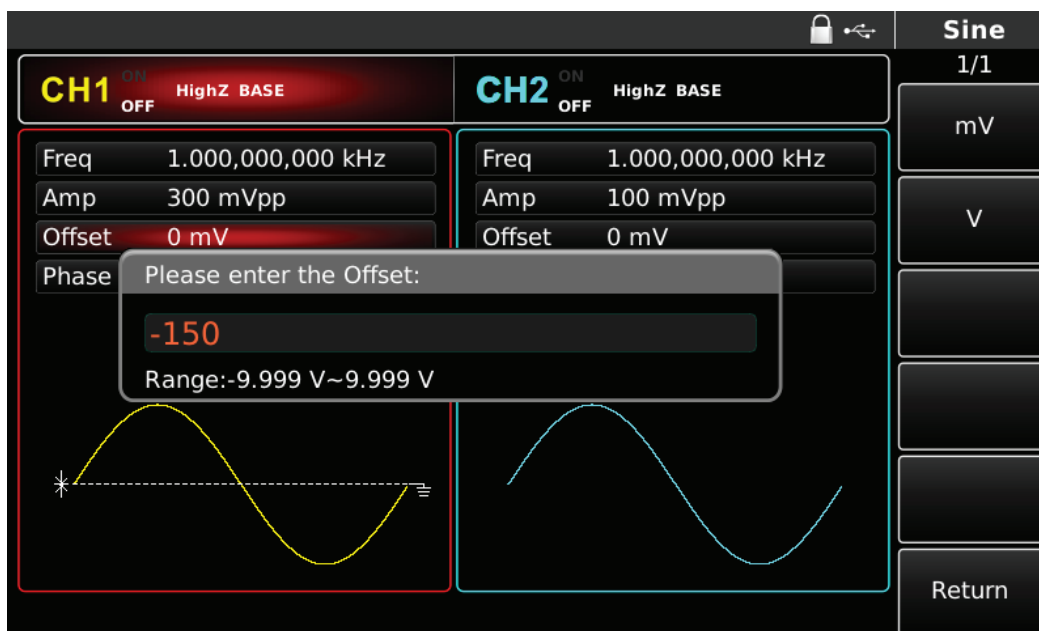 Sine
1/1
CH1 ON OFF HighZ BASE
CH2 ON OFF HighZ BASE
mV
Freq 1.000,000,000 kHz
Freq 1.000,000,000 kHz
Amp 300 mVpp
Amp 100 mVpp
V
Offset 0 mV
Offset 0 mV
Phase
Please enter the Offset:
-150
Range:-9.999 V~9.999 V
Return